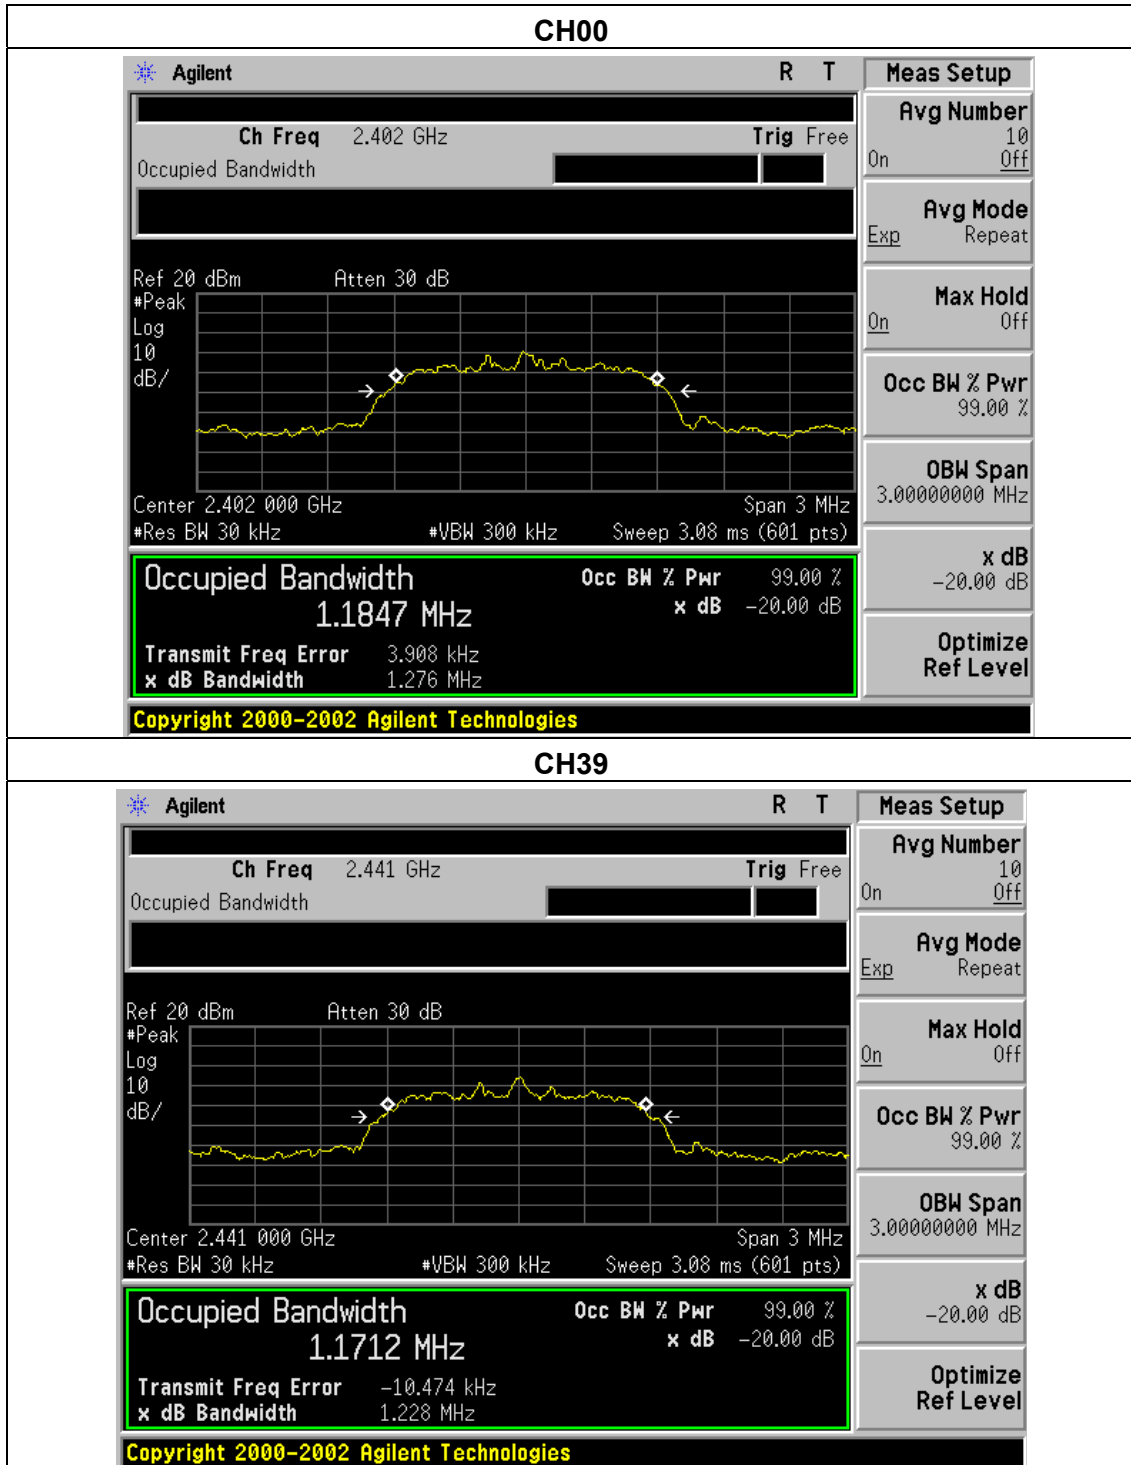 CH00
Agilent R T Meas Setup
Avg Number
10
On Off
Ch Freq 2.402 GHz Trig Free
Occupied Bandwidth
Avg Mode
Exp Repeat
Ref 20 dBm Atten 30 dB
#Peak
Log
10
dB/
Max Hold
On Off
Occ BW % Pwr
99.00 %
OBW Span
3.00000000 MHz
Center 2.402 000 GHz Span 3 MHz
#Res BW 30 kHz #VBW 300 kHz Sweep 3.08 ms (601 pts)
x dB
-20.00 dB
Occupied Bandwidth Occ BW % Pwr 99.00 %
1.1847 MHz x dB -20.00 dB
Transmit Freq Error 3.908 kHz
x dB Bandwidth 1.276 MHz
Optimize
Ref Level
Copyright 2000-2002 Agilent Technologies
CH39
Agilent R T Meas Setup
Avg Number
10
On Off
Ch Freq 2.441 GHz Trig Free
Occupied Bandwidth
Avg Mode
Exp Repeat
Ref 20 dBm Atten 30 dB
#Peak
Log
10
dB/
Max Hold
On Off
Occ BW % Pwr
99.00 %
OBW Span
3.00000000 MHz
Center 2.441 000 GHz Span 3 MHz
#Res BW 30 kHz #VBW 300 kHz Sweep 3.08 ms (601 pts)
x dB
-20.00 dB
Occupied Bandwidth Occ BW % Pwr 99.00 %
1.1712 MHz x dB -20.00 dB
Transmit Freq Error -10.474 kHz
x dB Bandwidth 1.228 MHz
Optimize
Ref Level
Copyright 2000-2002 Agilent Technologies